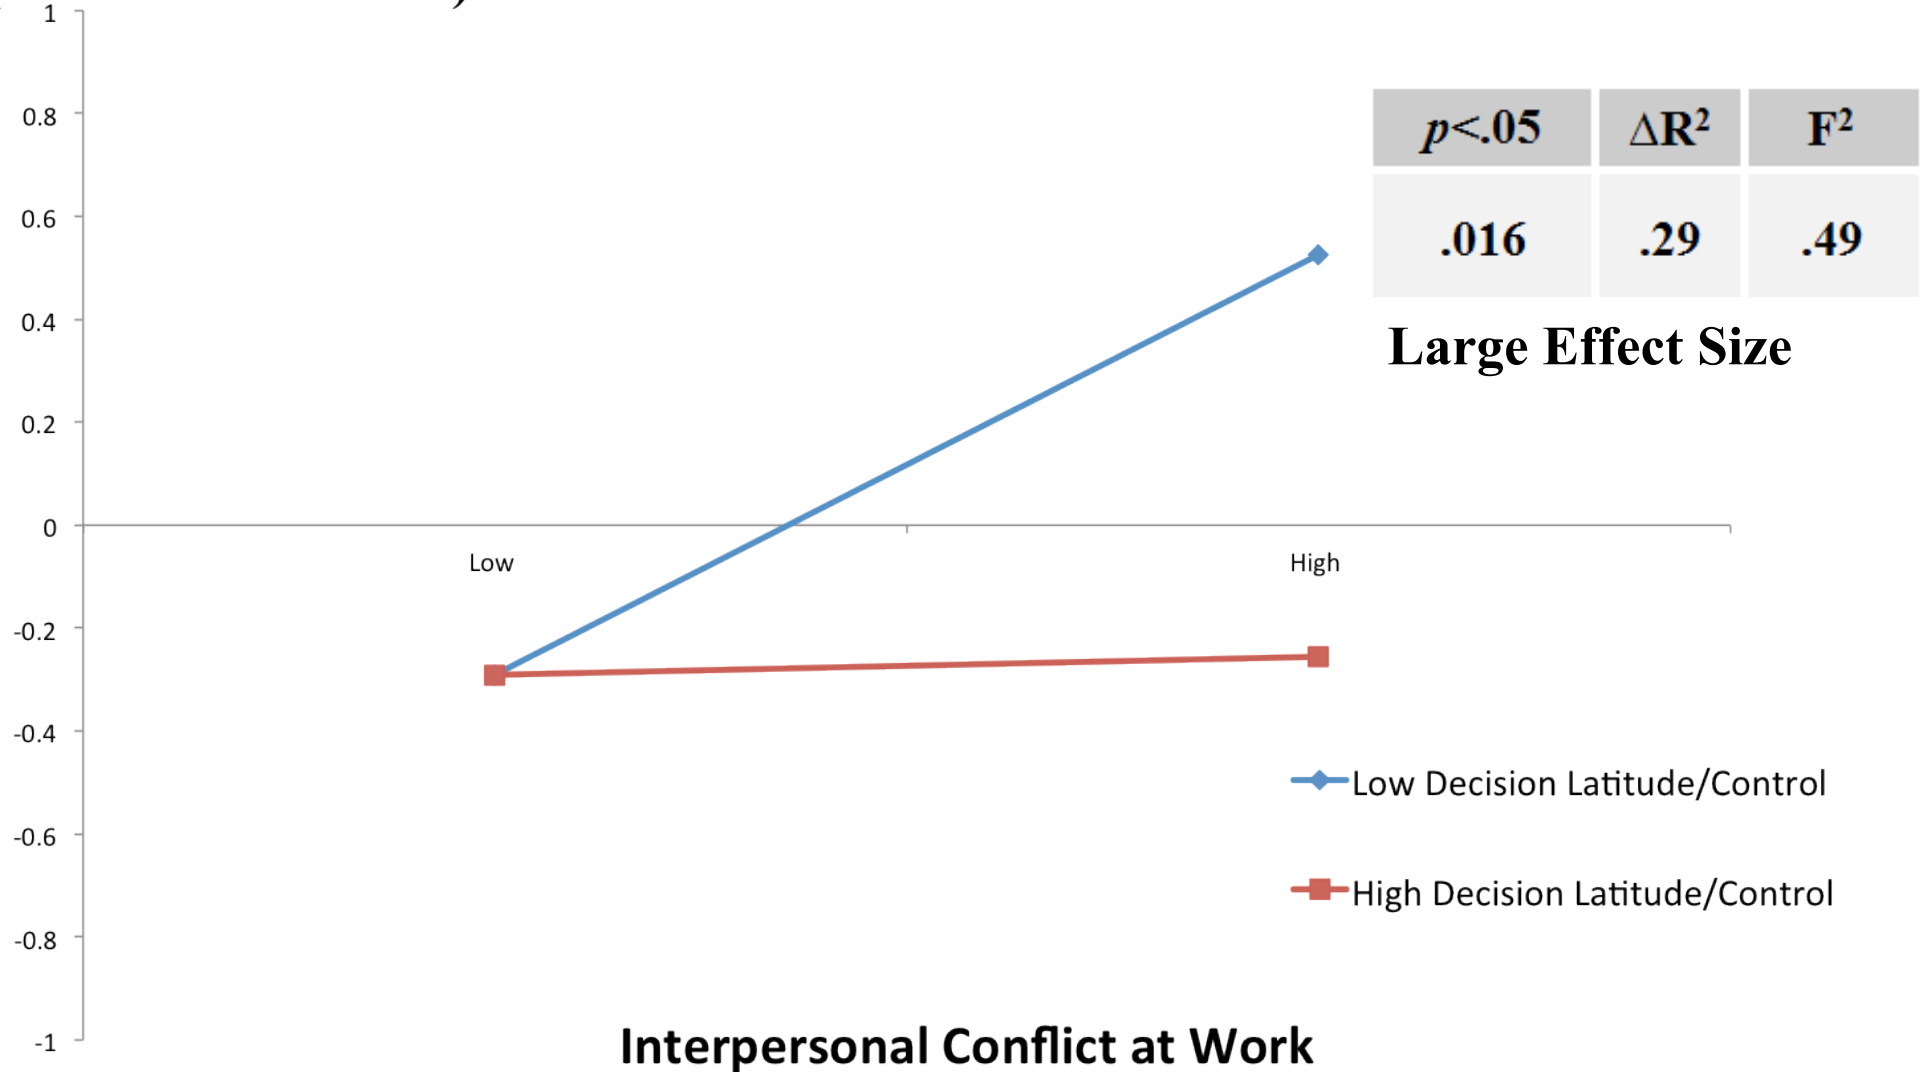 1
0.8
0.6
0.4
0.2
0
-0.2
-0.4
-0.6
-0.8
-1
Low
High
p<.05 ΔR² F²
.016 .29 .49
Large Effect Size
Low Decision Latitude/Control
High Decision Latitude/Control
Interpersonal Conflict at Work